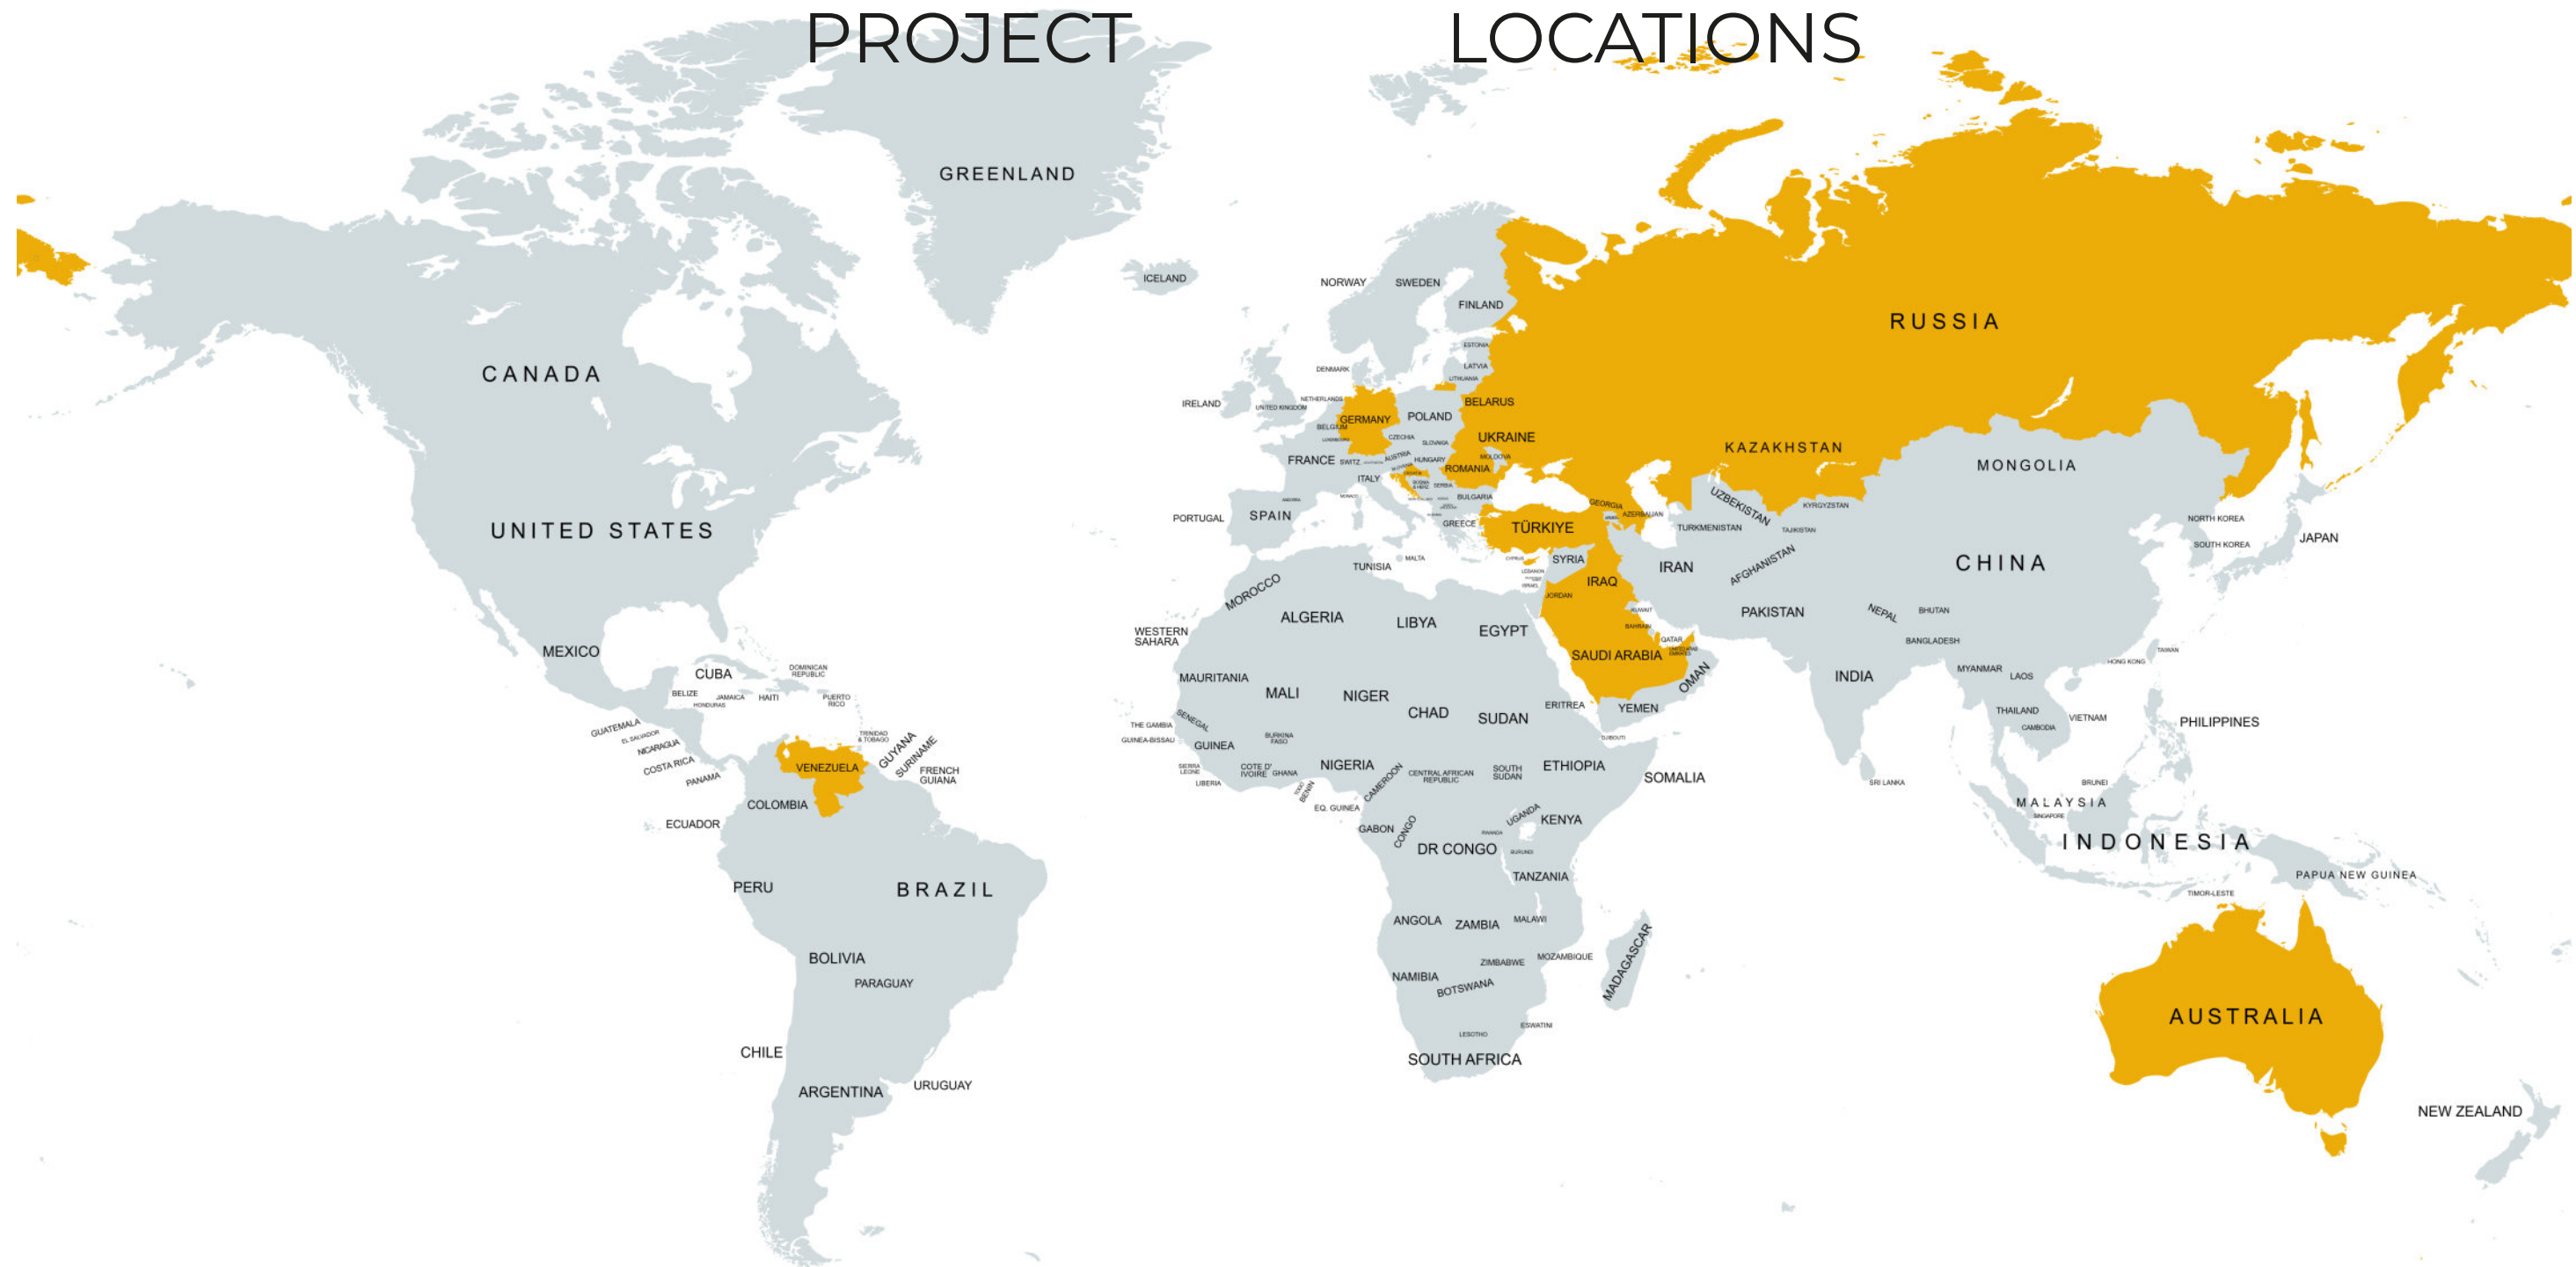 PROJECT LOCATIONS
GREENLAND
ICELAND
NORWAY
SWEDEN
FINLAND
RUSSIA
ESTONIA
LATVIA
LITHUANIA
DENMARK
CANADA
IRELAND
UNITED KINGDOM
NETHERLANDS
BELGIUM
GERMANY
POLAND
BELARUS
CZECHIA
SLOVAKIA
UKRAINE
KAZAKHSTAN
MONGOLIA
FRANCE
SWITZ.
AUSTRIA
HUNGARY
MOLDOVA
ROMANIA
ITALY
SERBIA
BULGARIA
PORTUGAL
SPAIN
GREECE
TÜRKIYE
GEORGIA
AZERBAIJAN
UZBEKISTAN
KYRGYZSTAN
TURKMENISTAN
TAJIKISTAN
NORTH KOREA
SOUTH KOREA
JAPAN
UNITED STATES
CHINA
MALTA
TUNISIA
CYPRUS
SYRIA
LEBANON
ISRAEL
IRAQ
IRAN
AFGHANISTAN
JORDAN
MOROCCO
ALGERIA
LIBYA
EGYPT
KUWAIT
BAHRAIN
QATAR
PAKISTAN
NEPAL
BHUTAN
WESTERN
SAHARA
SAUDI ARABIA
UNITED ARAB
EMIRATES
OMAN
BANGLADESH
INDIA
MYANMAR
LAOS
HONG KONG
TAIWAN
MEXICO
CUBA
DOMINICAN
REPUBLIC
BELIZE
JAMAICA
HAITI
HONDURAS
PUERTO
RICO
GUATEMALA
EL SALVADOR
NICARAGUA
COSTA RICA
PANAMA
TRINIDAD
& TOBAGO
VENEZUELA
GUYANA
SURINAME
FRENCH
GUIANA
COLOMBIA
ECUADOR
PERU
BRAZIL
BOLIVIA
PARAGUAY
CHILE
ARGENTINA
URUGUAY
MAURITANIA
MALI
NIGER
CHAD
SUDAN
ERITREA
YEMEN
THE GAMBIA
SENEGAL
GUINEA-BISSAU
GUINEA
BURKINA
FASO
DJIBOUTI
SIERRA
LEONE
LIBERIA
COTE D'
IVOIRE
GHANA
TOGO
BENIN
NIGERIA
CAMEROON
CENTRAL AFRICAN
REPUBLIC
SOUTH
SUDAN
ETHIOPIA
SOMALIA
EQ. GUINEA
GABON
CONGO
DR CONGO
UGANDA
KENYA
RWANDA
BURUNDI
TANZANIA
ANGOLA
ZAMBIA
MALAWI
MOZAMBIQUE
ZIMBABWE
NAMIBIA
BOTSWANA
MADAGASCAR
ESWATINI
LESOTHO
SOUTH AFRICA
THAILAND
VIETNAM
CAMBODIA
PHILIPPINES
SRI LANKA
BRUNEI
MALAYSIA
SINGAPORE
INDONESIA
PAPUA NEW GUINEA
TIMOR-LESTE
AUSTRALIA
NEW ZEALAND